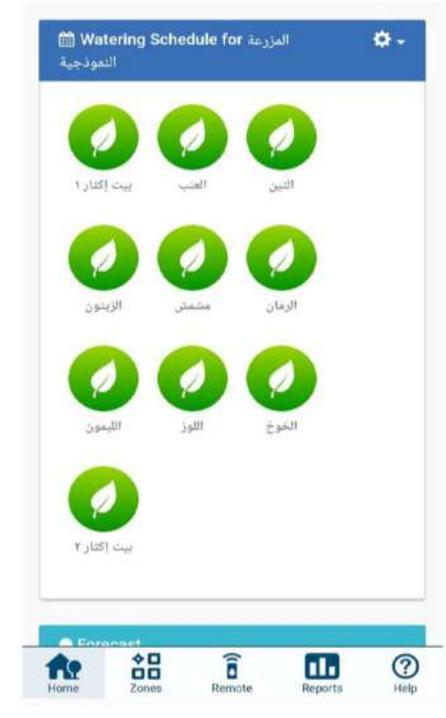 Watering Schedule for المزرعة
النموذجية
بيت إكثار ١
العنب
التين
الزيتون
مشمش
الرمان
الليمون
اللوز
الخوخ
بيت إكثار ٢
Forecast
Home
Zones
Remote
Reports
Help